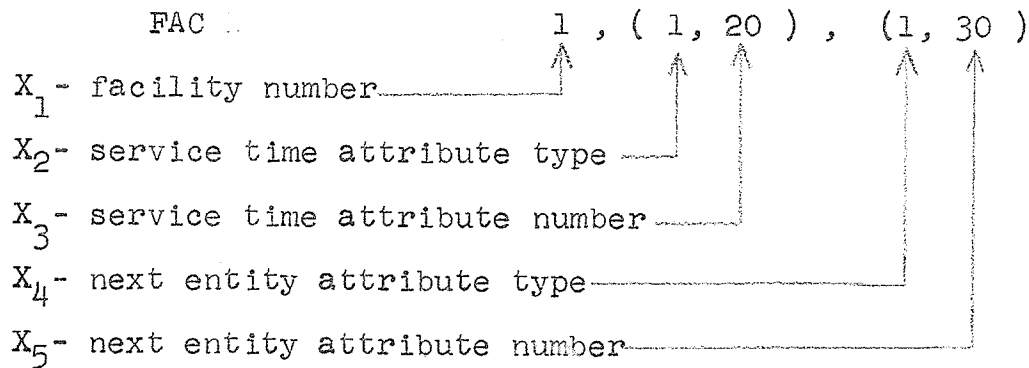 FAC 1 , ( 1, 20 ) , (1, 30 )
X1- facility number
X2- service time attribute type
X3- service time attribute number
X4- next entity attribute type
X5- next entity attribute number